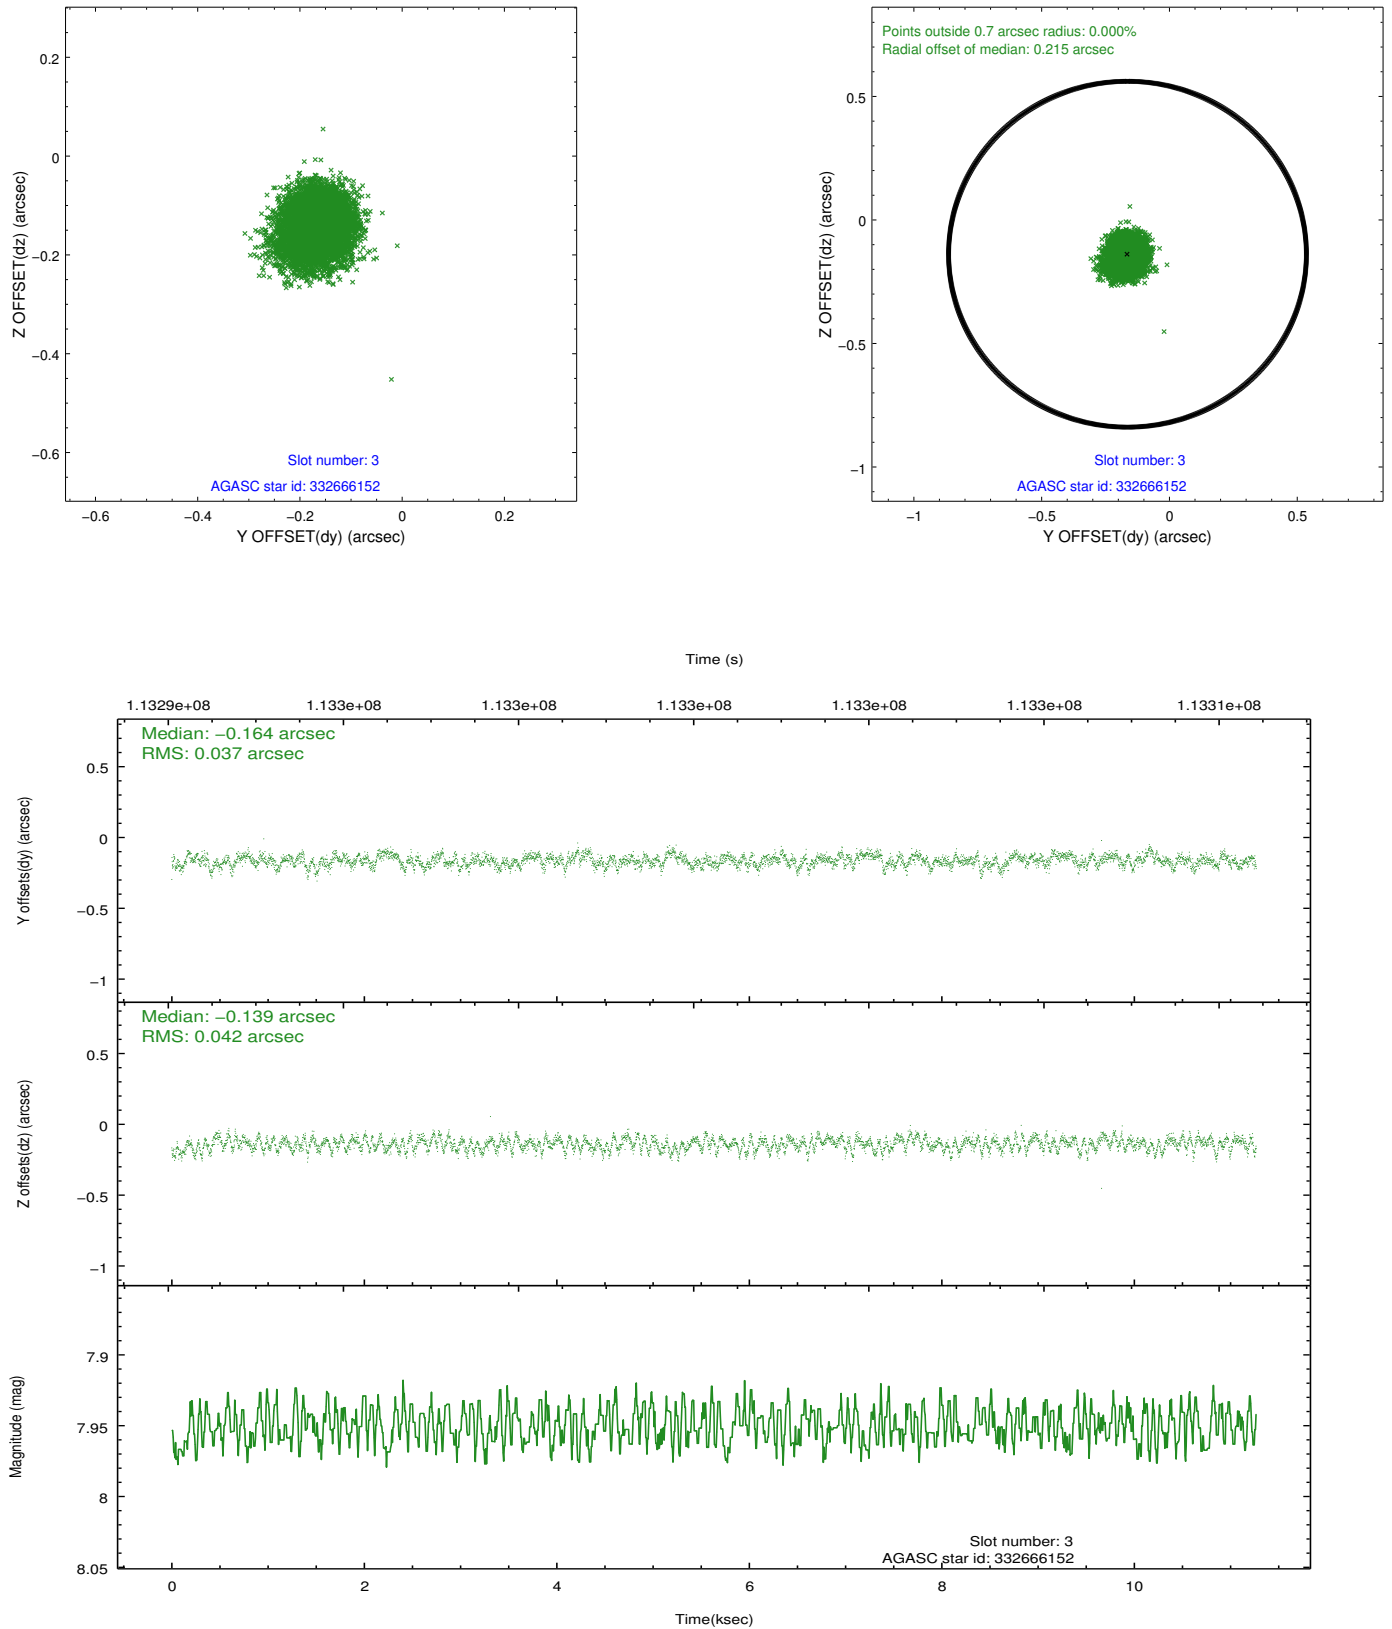 0.2
0
−0.2
−0.4
−0.6
Z OFFSET(dz) (arcsec)
Slot number: 3
AGASC star id: 332666152
−0.6 −0.4 −0.2 0 0.2
Y OFFSET(dy) (arcsec)
Points outside 0.7 arcsec radius: 0.000%
Radial offset of median: 0.215 arcsec
0.5
0
−0.5
−1
Z OFFSET(dz) (arcsec)
Slot number: 3
AGASC star id: 332666152
−1 −0.5 0 0.5
Y OFFSET(dy) (arcsec)
Time (s)
1.1329e+08 1.133e+08 1.133e+08 1.133e+08 1.133e+08 1.133e+08 1.1331e+08
Median: −0.164 arcsec
RMS: 0.037 arcsec
0.5
0
−0.5
−1
Y offsets(dy) (arcsec)
Median: −0.139 arcsec
RMS: 0.042 arcsec
0.5
0
−0.5
−1
Z offsets(dz) (arcsec)
7.9
7.95
8
8.05
Magnitude (mag)
Slot number: 3
AGASC star id: 332666152
0 2 4 6 8 10
Time(ksec)